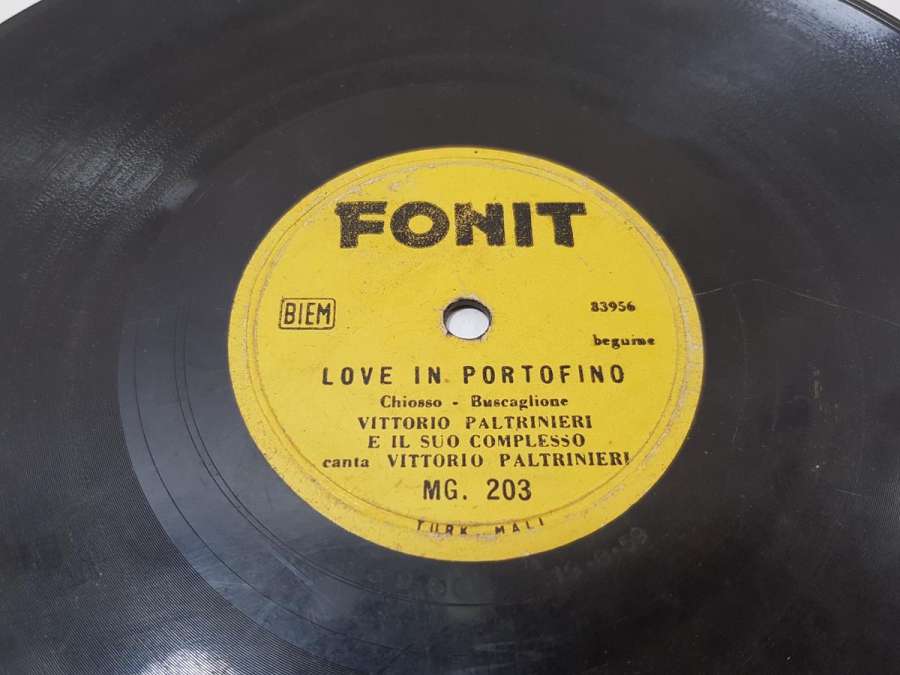 FONIT
BIEM
83956
beguine
LOVE IN PORTOFINO
Chiosso - Buscaglione
VITTORIO PALTRINIERI
E IL SUO COMPLESSO
canta VITTORIO PALTRINIERI
MG. 203
TURK MALI